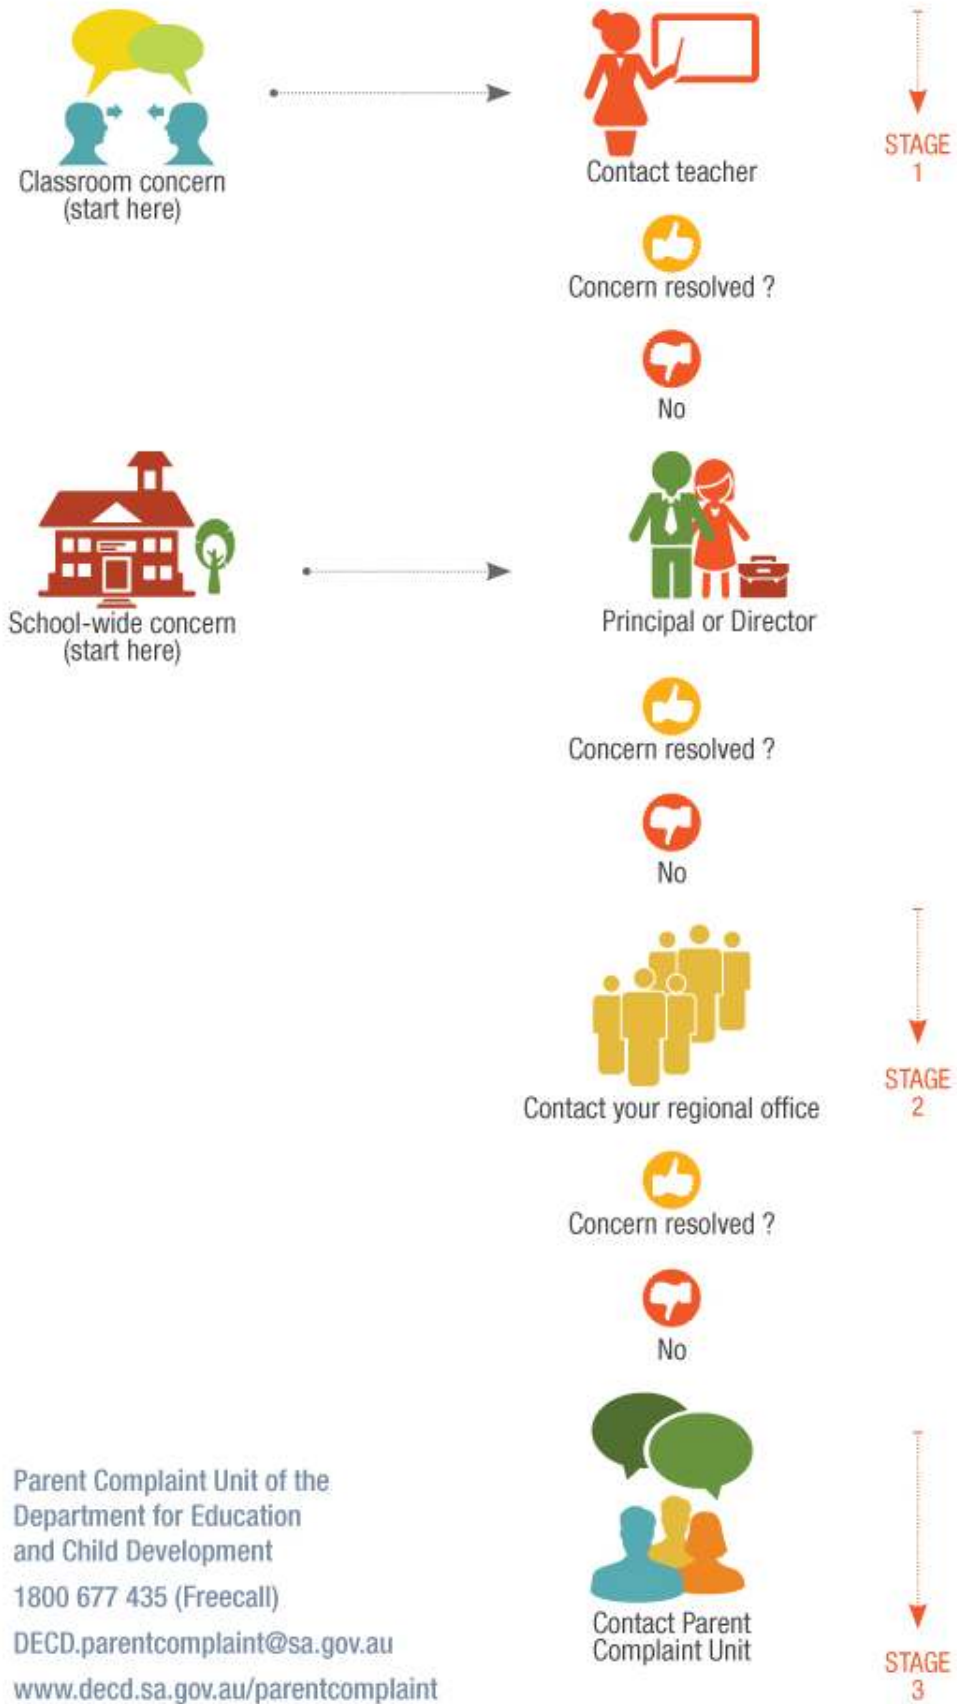 Contact teacher
STAGE
1
Classroom concern
(start here)
Concern resolved ?
No
School-wide concern
(start here)
Principal or Director
Concern resolved ?
No
Contact your regional office
STAGE
2
Concern resolved ?
No
Contact Parent
Complaint Unit
STAGE
3
Parent Complaint Unit of the
Department for Education
and Child Development
1800 677 435 (Freecall)
DECD.parentcomplaint@sa.gov.au
www.decd.sa.gov.au/parentcomplaint